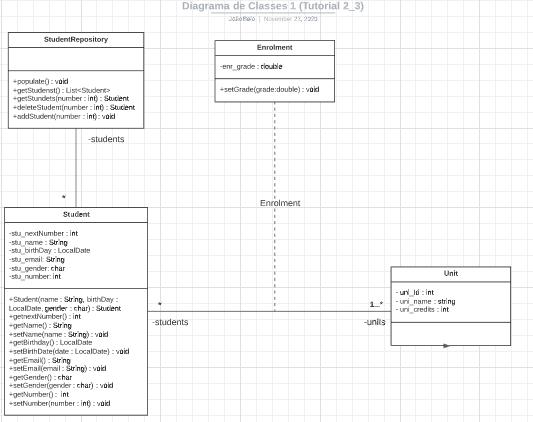 Diagrama de Classes 1 (Tutorial 2_3)
| November 27, 2020
StudentRepository
+populate() : void
+getStudenst() : List<Student>
+getStundets(number : int) : Student
+deleteStudent(number : int) : Student
+addStudent(number : int) : void
Enrolment
-enr_grade : double
+setGrade(grade:double) : void
-students
*
Enrolment
Student
-stu_nextNumber : int
-stu_name : String
-stu_birthDay : LocalDate
-stu_email: String
-stu_gender: char
-stu_number: int
+Student(name : String, birthDay :
LocalDate, gender : char) : Student
+getnextNumber() : int
+getName() : String
+setName(name : String) : void
+getBirthday() : LocalDate
+setBirthDate(date : LocalDate) : void
+getEmail() : String
+setEmail(email : String) : void
+getGender() : char
+setGender(gender : char) : void
+getNumber() : int
+setNumber(number : int) : void
*
-students
1..*
-units
Unit
- uni_id : int
- uni_name : string
- uni_credits : int